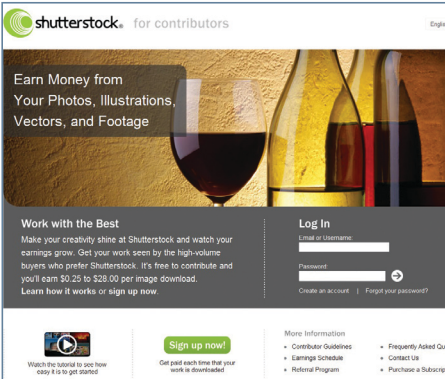 shutterstock. for contributors
Engli
Earn Money from
Your Photos, Illustrations,
Vectors, and Footage
Work with the Best
Make your creativity shine at Shutterstock and watch your
earnings grow. Get your work seen by the high-volume
buyers who prefer Shutterstock. It's free to contribute and
you'll earn $0.25 to $28.00 per image download.
Learn how it works or sign up now.
Log In
Email or Username:
Password:
Create an account | Forgot your password?
Watch the tutorial to see how
easy it is to get started
Sign up now!
Get paid each time that your
work is downloaded
More Information
Contributor Guidelines
Earnings Schedule
Referral Program
Frequently Asked Qu
Contact Us
Purchase a Subscrip